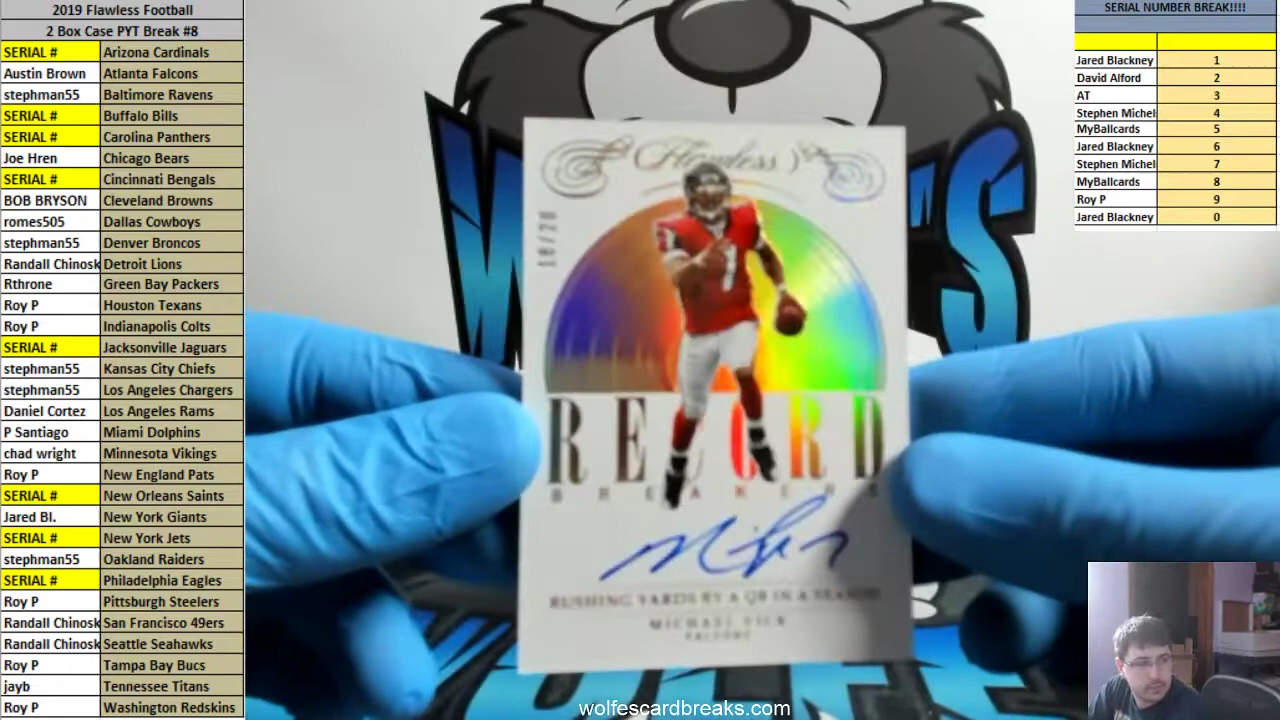 2019 Flawless Football
2 Box Case PYT Break #8
SERIAL # Arizona Cardinals
Austin Brown Atlanta Falcons
stephman55 Baltimore Ravens
SERIAL # Buffalo Bills
SERIAL # Carolina Panthers
Joe Hren Chicago Bears
SERIAL # Cincinnati Bengals
BOB BRYSON Cleveland Browns
romes505 Dallas Cowboys
stephman55 Denver Broncos
Randall Chinosk Detroit Lions
Rthrone Green Bay Packers
Roy P Houston Texans
Roy P Indianapolis Colts
SERIAL # Jacksonville Jaguars
stephman55 Kansas City Chiefs
stephman55 Los Angeles Chargers
Daniel Cortez Los Angeles Rams
P Santiago Miami Dolphins
chad wright Minnesota Vikings
Roy P New England Pats
SERIAL # New Orleans Saints
Jared Bl. New York Giants
SERIAL # New York Jets
stephman55 Oakland Raiders
SERIAL # Philadelphia Eagles
Roy P Pittsburgh Steelers
Randall Chinosk San Francisco 49ers
Randall Chinosk Seattle Seahawks
Roy P Tampa Bay Bucs
jayb Tennessee Titans
Roy P Washington Redskins
Flawless
RECORD
BREAKERS
RUSHING YARDS BY A QB IN A SEASON
MICHAEL VICK
FALCONS
wolfescardbreaks.com
SERIAL NUMBER BREAK!!!!
Jared Blackney 1
David Alford 2
AT 3
Stephen Michel 4
MyBallcards 5
Jared Blackney 6
Stephen Michel 7
MyBallcards 8
Roy P 9
Jared Blackney 0